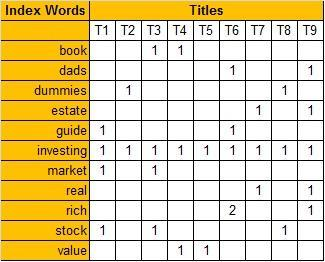 Index Words Titles
T1 T2 T3 T4 T5 T6 T7 T8 T9
book 1 1
dads 1 1
dummies 1 1
estate 1 1
guide 1 1
investing 1 1 1 1 1 1 1 1 1
market 1 1
real 1 1
rich 2 1
stock 1 1 1
value 1 1